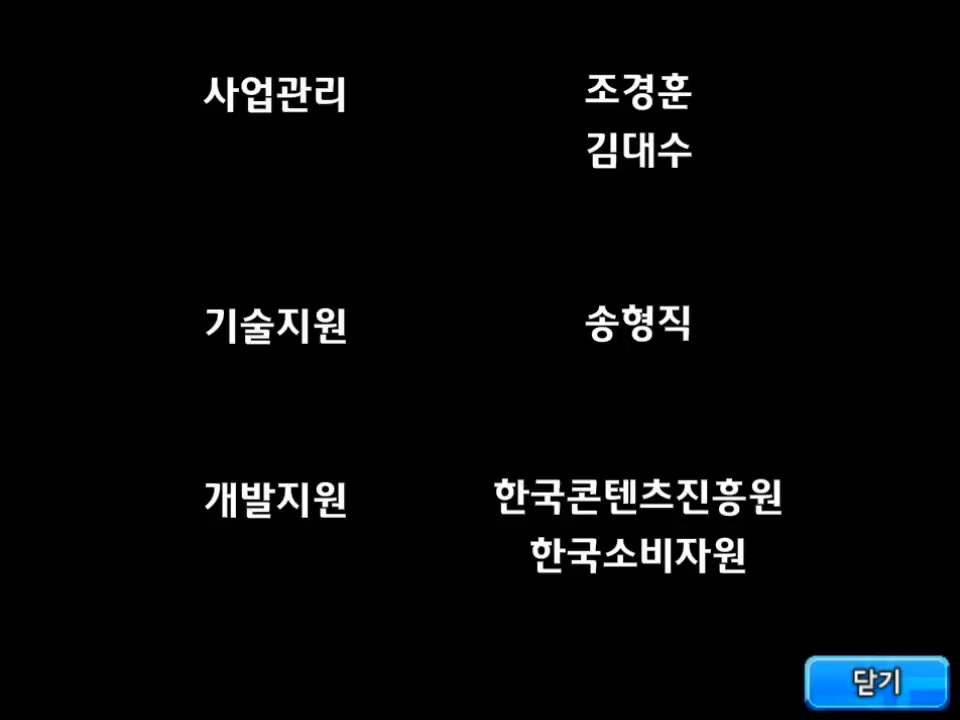 사업관리 조경훈
김대수
기술지원 송형직
개발지원 한국콘텐츠진흥원
한국소비자원
닫기